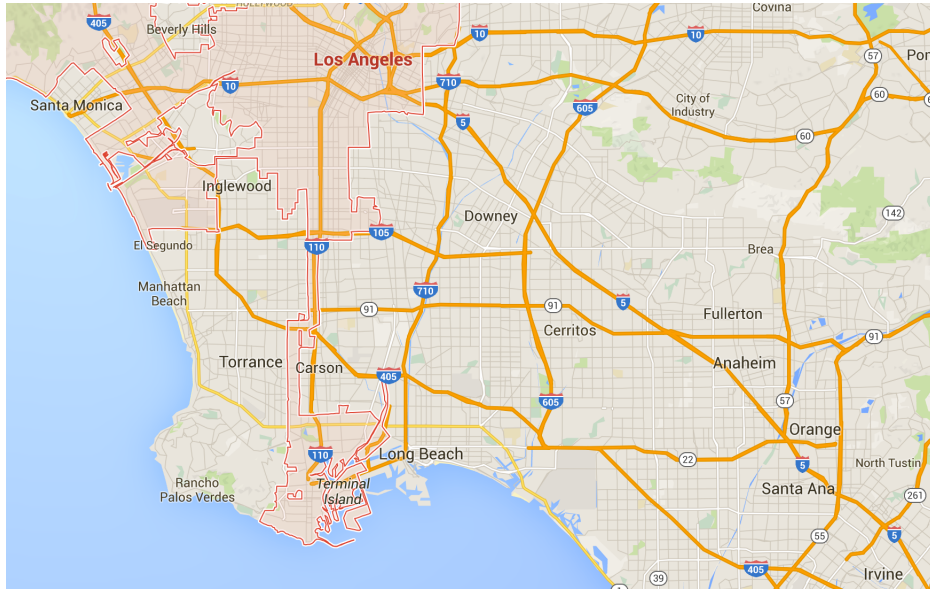 HOLLYWOOD
Covina
405
Beverly Hills
10
10
57
Los Angeles
710
10
605
60
Santa Monica
City of
Industry
5
60
Inglewood
Downey
142
105
El Segundo
110
Brea
Manhattan
Beach
710
91
91
5
Fullerton
Cerritos
91
Torrance
Carson
405
Anaheim
605
57
Orange
110
Long Beach
22
5
North Tustin
Rancho
Palos Verdes
Terminal
Island
Santa Ana
261
55
5
405
39
Irvine
1